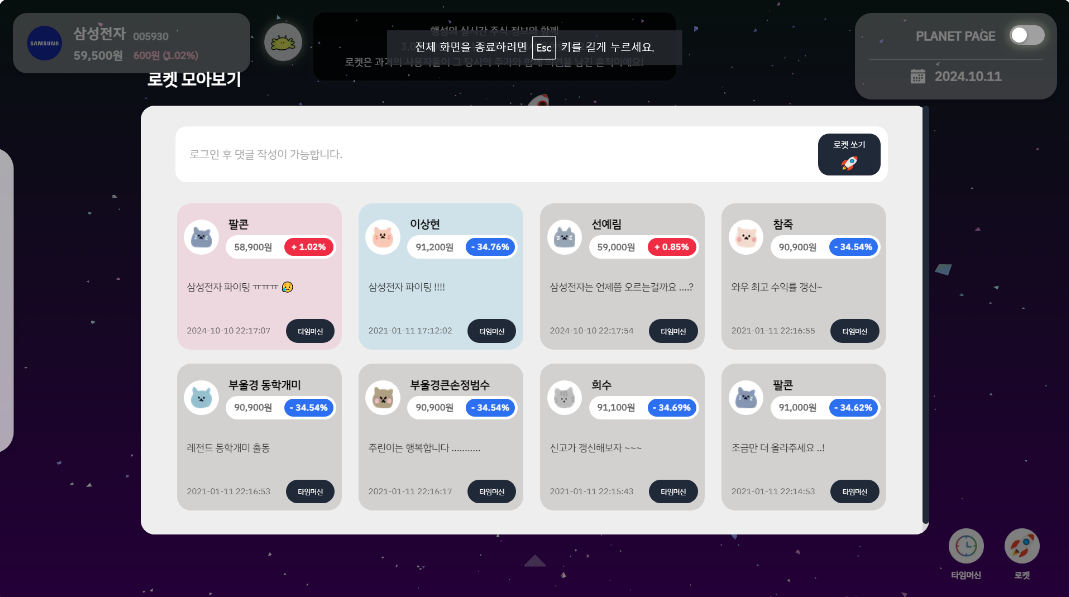 삼성전자 005930
SAMSUNG
59,500원 600원 (1.02%)
전체 화면을 종료하려면 Esc 키를 길게 누르세요.
PLANET PAGE
2024.10.11
로켓 모아보기
로그인 후 댓글 작성이 가능합니다.
로켓 쏘기
팔콘
58,900원 + 1.02%
삼성전자 파이팅 ㅠㅠㅠ 😥
2024-10-10 22:17:07 타임머신
이상현
91,200원 - 34.76%
삼성전자 파이팅 !!!!
2021-01-11 17:12:02 타임머신
선예림
59,000원 + 0.85%
삼성전자는 언제쯤 오르는걸까요 ....?
2024-10-10 22:17:54 타임머신
참죽
90,900원 - 34.54%
와우 최고 수익률 갱신~
2021-01-11 22:16:55 타임머신
부울경 동학개미
90,900원 - 34.54%
레전드 동학개미 출동
2021-01-11 22:16:53 타임머신
부울경큰손정범수
90,900원 - 34.54%
주린이는 행복합니다 ...........
2021-01-11 22:16:17 타임머신
희수
91,100원 - 34.69%
신고가 갱신해보자 ~~~
2021-01-11 22:15:43 타임머신
팔콘
91,000원 - 34.62%
조금만 더 올라주세요 ..!
2021-01-11 22:14:53 타임머신
타임머신
로켓